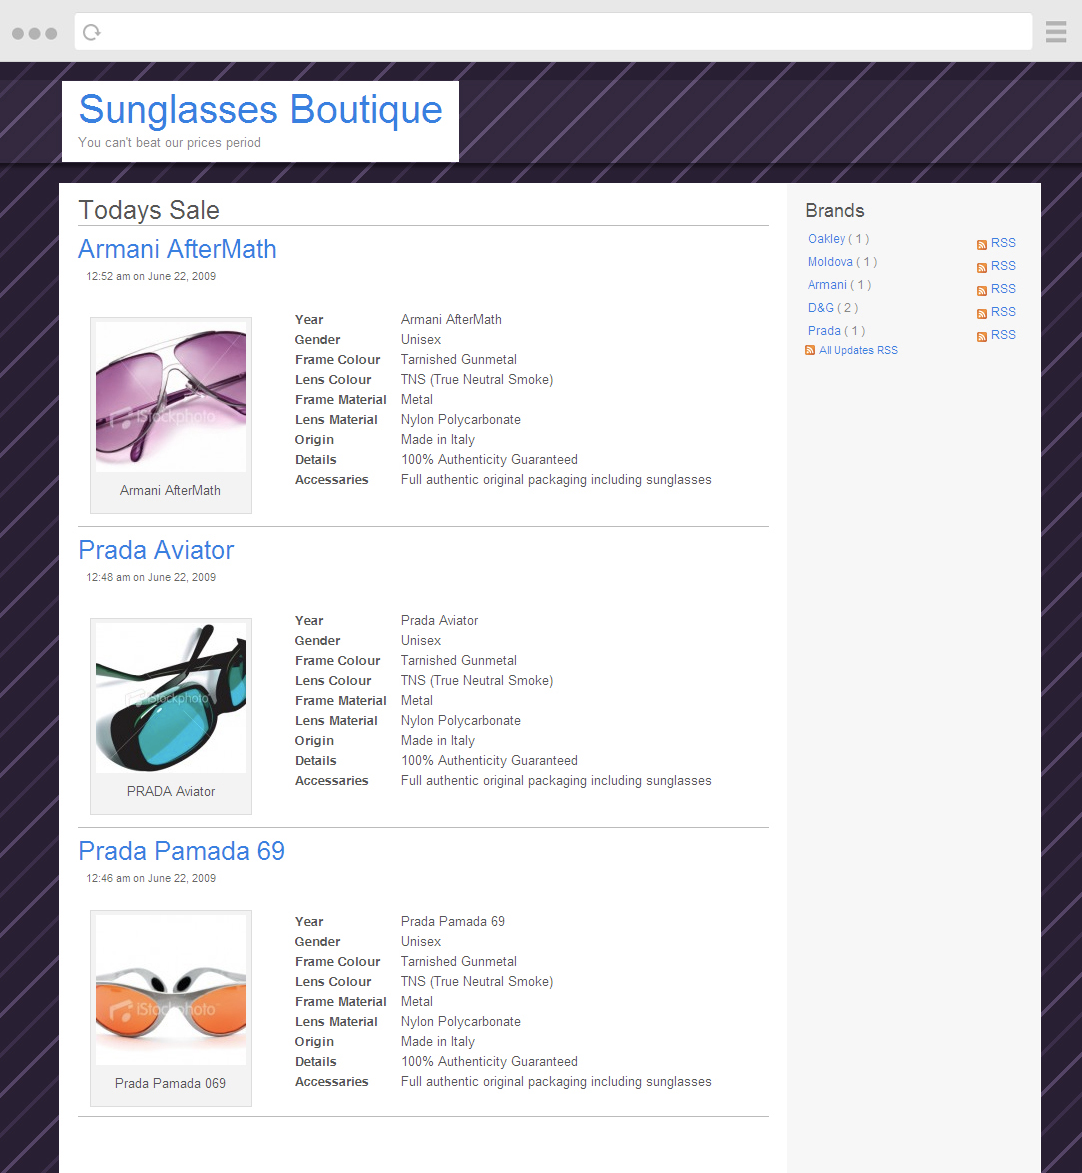 Sunglasses Boutique
You can't beat our prices period
Todays Sale
Armani AfterMath
12:52 am on June 22, 2009
iStockphoto
Armani AfterMath
Year Armani AfterMath
Gender Unisex
Frame Colour Tarnished Gunmetal
Lens Colour TNS (True Neutral Smoke)
Frame Material Metal
Lens Material Nylon Polycarbonate
Origin Made in Italy
Details 100% Authenticity Guaranteed
Accessaries Full authentic original packaging including sunglasses
Prada Aviator
12:48 am on June 22, 2009
iStockphoto
PRADA Aviator
Year Prada Aviator
Gender Unisex
Frame Colour Tarnished Gunmetal
Lens Colour TNS (True Neutral Smoke)
Frame Material Metal
Lens Material Nylon Polycarbonate
Origin Made in Italy
Details 100% Authenticity Guaranteed
Accessaries Full authentic original packaging including sunglasses
Prada Pamada 69
12:46 am on June 22, 2009
iStockphoto
Prada Pamada 069
Year Prada Pamada 69
Gender Unisex
Frame Colour Tarnished Gunmetal
Lens Colour TNS (True Neutral Smoke)
Frame Material Metal
Lens Material Nylon Polycarbonate
Origin Made in Italy
Details 100% Authenticity Guaranteed
Accessaries Full authentic original packaging including sunglasses
Brands
Oakley ( 1 ) RSS
Moldova ( 1 ) RSS
Armani ( 1 ) RSS
D&G ( 2 ) RSS
Prada ( 1 ) RSS
All Updates RSS